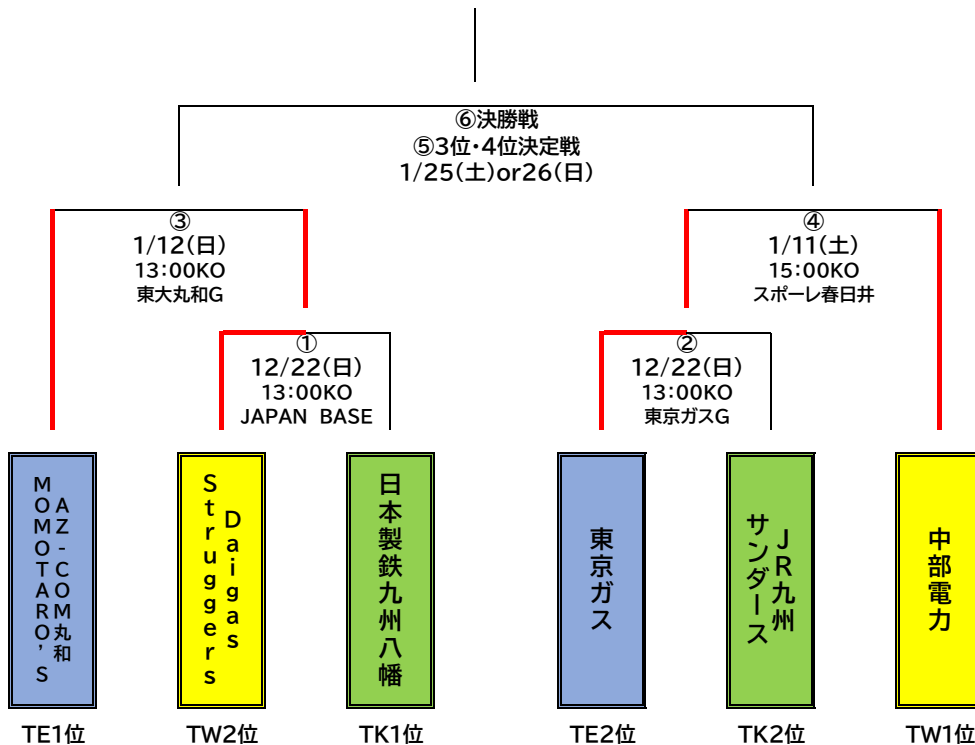 ⑥決勝戦
⑤3位・4位決定戦
1/25(土)or26(日)
③
1/12(日)
13:00KO
東大丸和G
④
1/11(土)
15:00KO
スポーレ春日井
①
12/22(日)
13:00KO
JAPAN BASE
②
12/22(日)
13:00KO
東京ガスG
AZ-COM丸和
MOMOTARO'S
Daigas
Struggers
日本製鉄九州八幡
東京ガス
JR九州
サンダース
中部電力
TE1位
TW2位
TK1位
TE2位
TK2位
TW1位